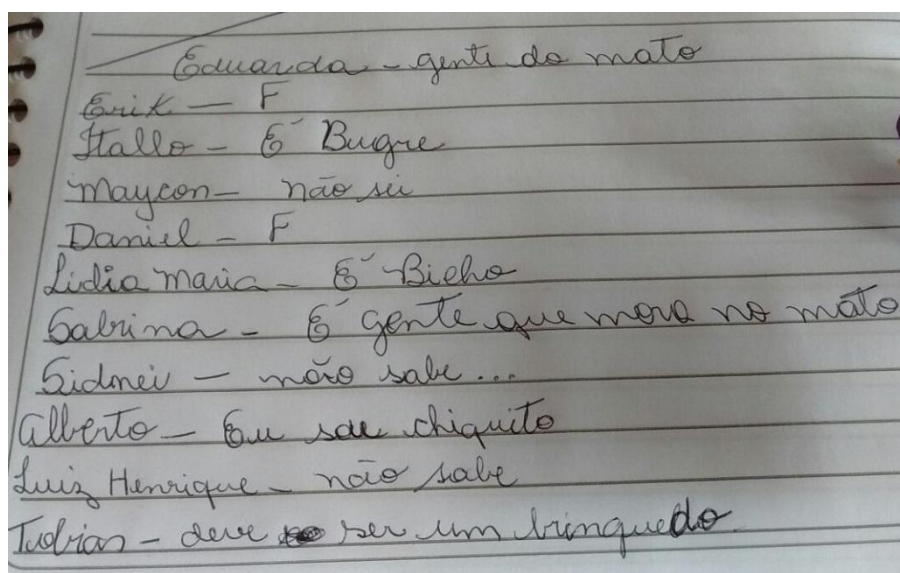 Eduarda - gente do mato
Erik — F
Itallo - É Bugre
Maycon - não sei
Daniel - F
Lidia Maria - É Bicho
Sabrina - É gente que mora no mato
Sidnei — não sabe...
Alberto - Eu sou chiquito
Luiz Henrique - não sabe
deve ser um brinquedo